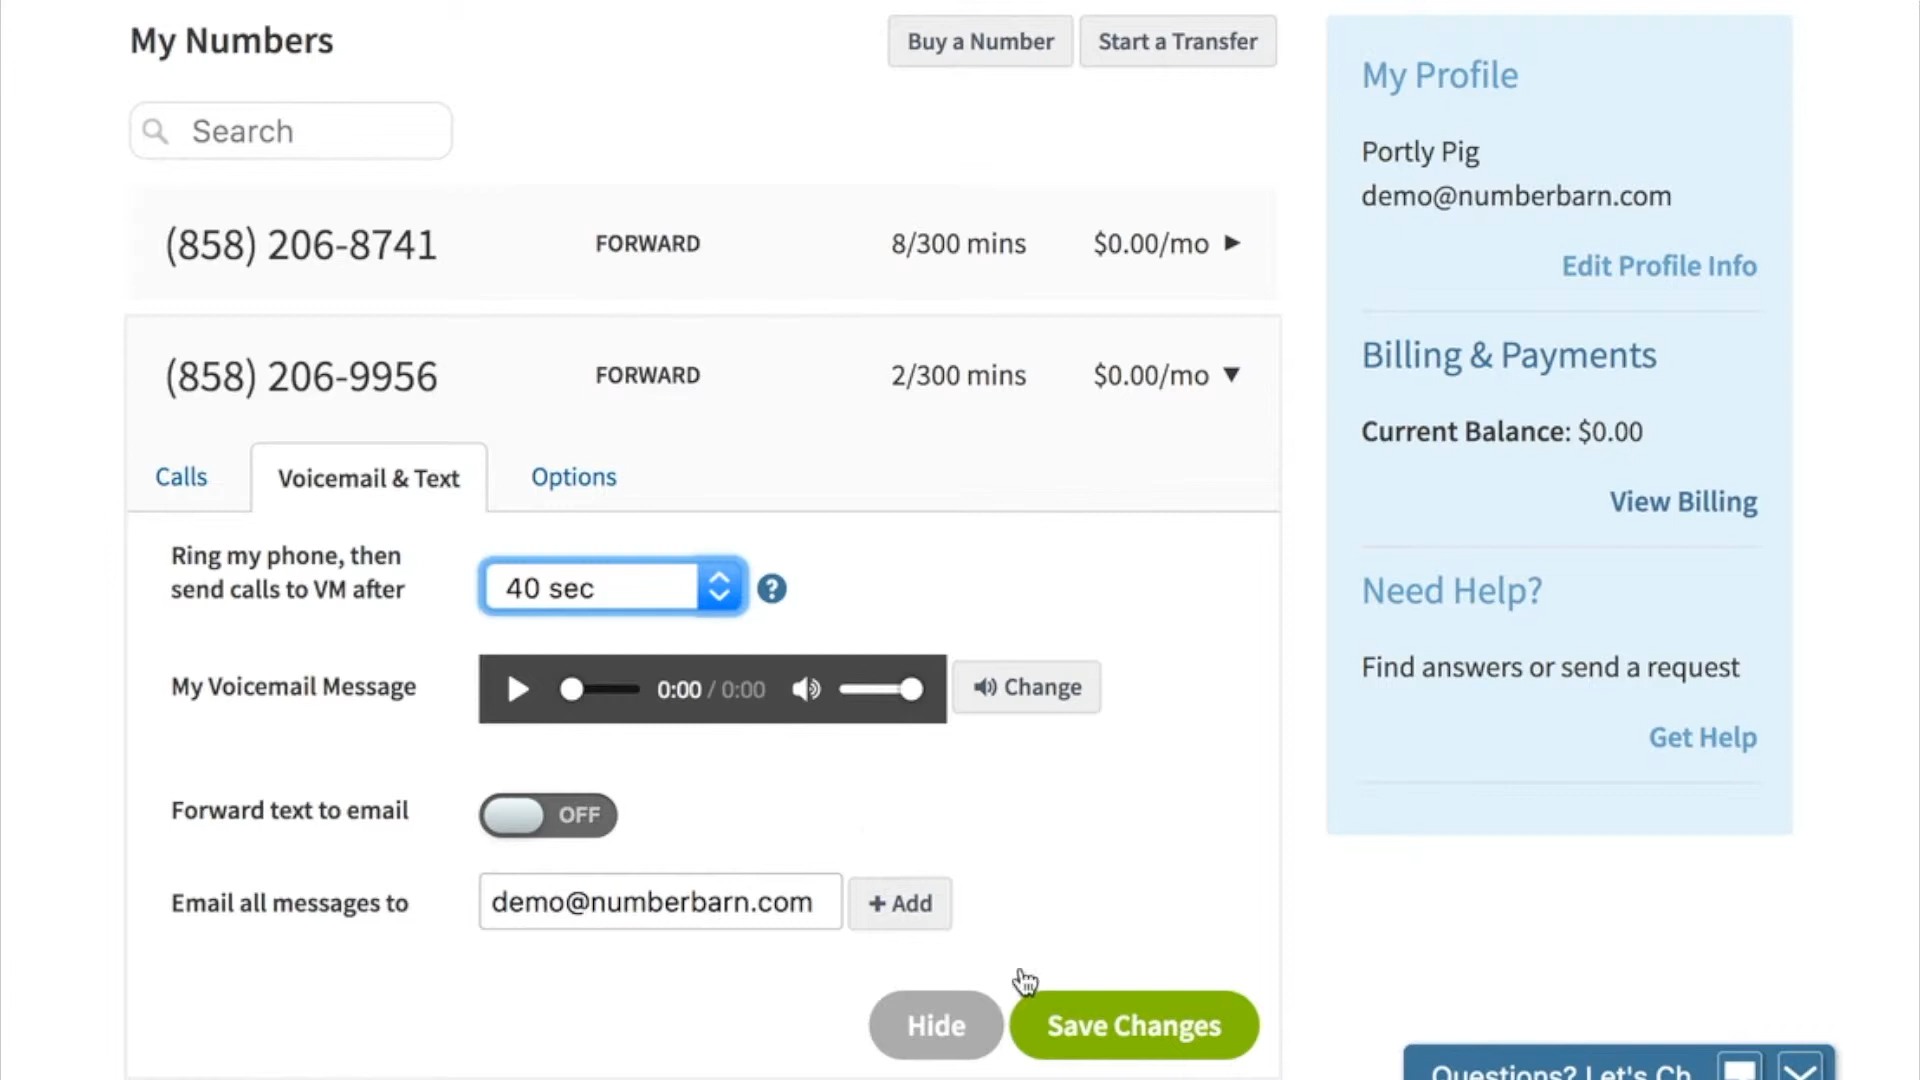 My Numbers
Buy a Number
Start a Transfer
Search
(858) 206-8741 FORWARD 8/300 mins $0.00/mo
(858) 206-9956 FORWARD 2/300 mins $0.00/mo
Calls
Voicemail & Text
Options
Ring my phone, then
send calls to VM after
40 sec
?
My Voicemail Message
0:00 / 0:00
Change
Forward text to email
OFF
Email all messages to
demo@numberbarn.com
+ Add
Hide
Save Changes
My Profile
Portly Pig
demo@numberbarn.com
Edit Profile Info
Billing & Payments
Current Balance: $0.00
View Billing
Need Help?
Find answers or send a request
Get Help
Questions? Let's Ch